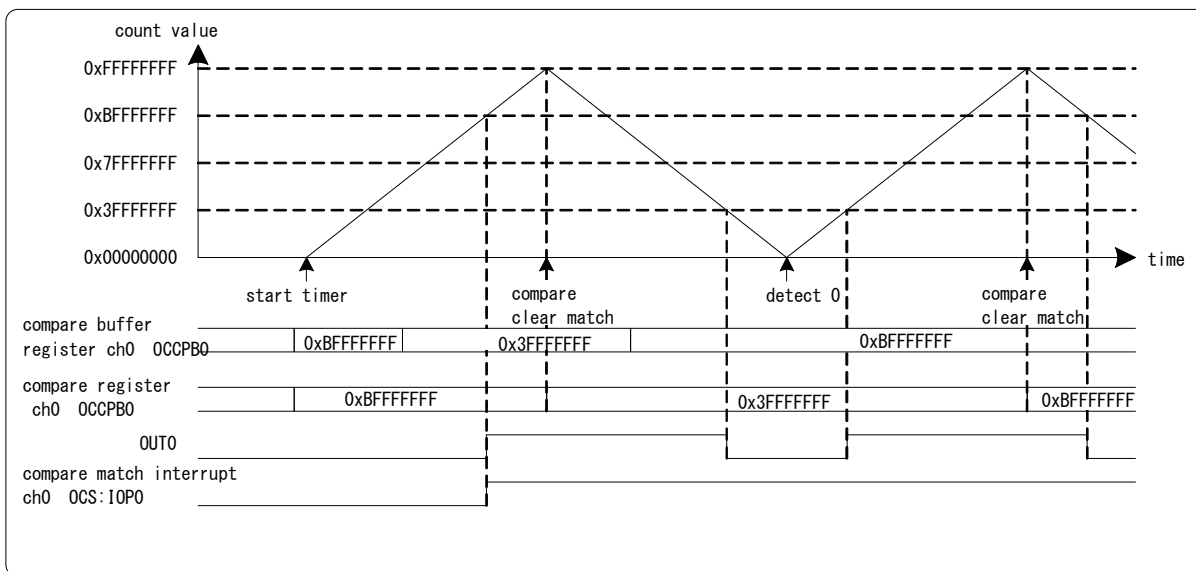 count value
0xFFFFFFFF
0xBFFFFFFF
0x7FFFFFFF
0x3FFFFFFF
0x00000000
time
start timer
compare
clear match
detect 0
compare
clear match
compare buffer
register ch0 OCCPB0
0xBFFFFFFF
0x3FFFFFFF
0xBFFFFFFF
compare register
ch0 OCCPB0
0xBFFFFFFF
0x3FFFFFFF
0xBFFFFFFF
OUT0
compare match interrupt
ch0 OCS:IOP0